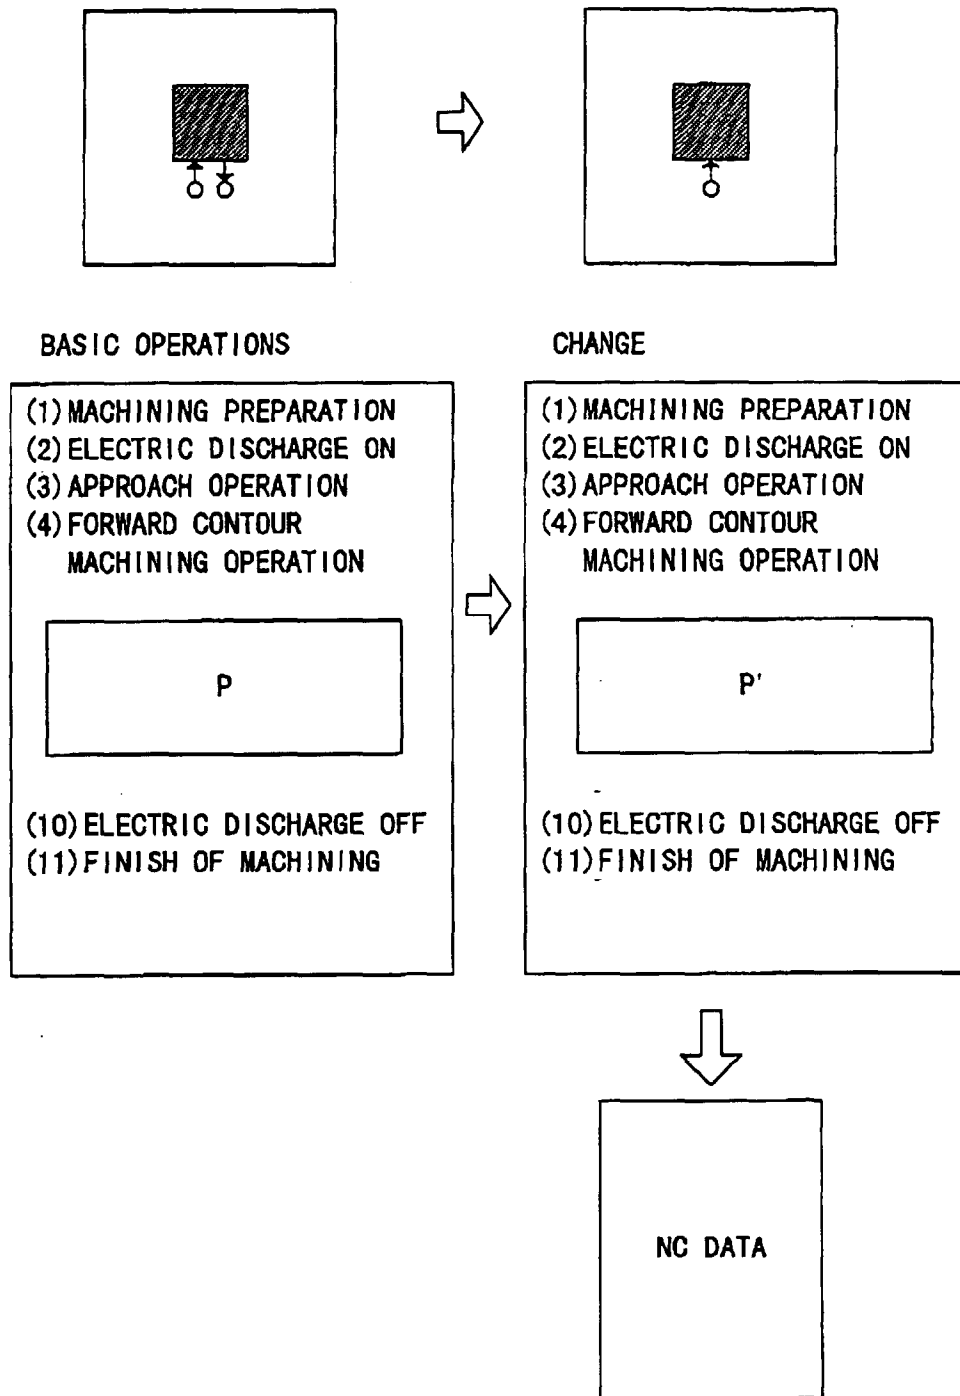 BASIC OPERATIONS
(1) MACHINING PREPARATION
(2) ELECTRIC DISCHARGE ON
(3) APPROACH OPERATION
(4) FORWARD CONTOUR
MACHINING OPERATION
P
(10) ELECTRIC DISCHARGE OFF
(11) FINISH OF MACHINING
CHANGE
(1) MACHINING PREPARATION
(2) ELECTRIC DISCHARGE ON
(3) APPROACH OPERATION
(4) FORWARD CONTOUR
MACHINING OPERATION
P'
(10) ELECTRIC DISCHARGE OFF
(11) FINISH OF MACHINING
NC DATA